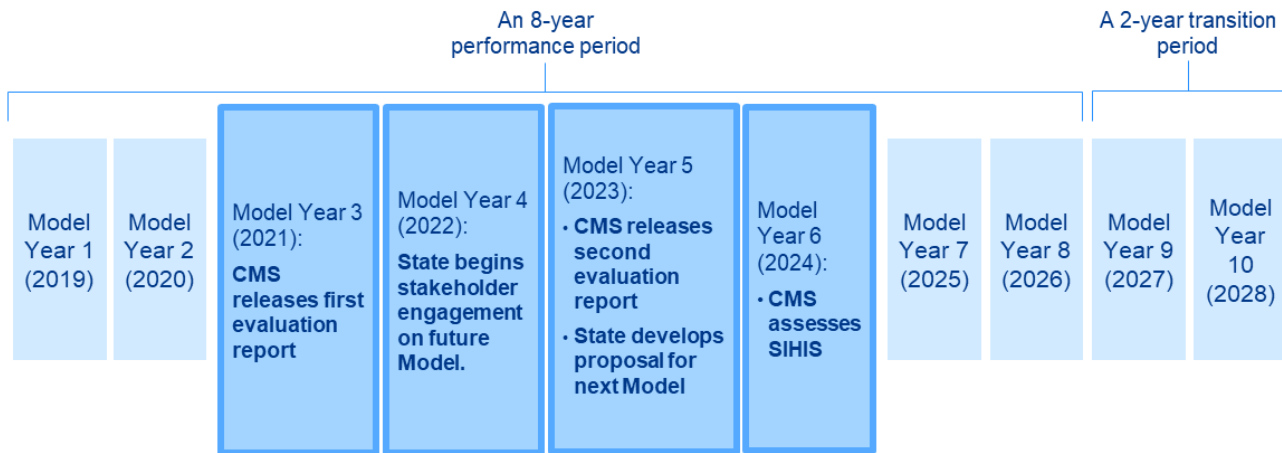 An 8-year
performance period
A 2-year transition
period
Model
Year 1
(2019)
Model
Year 2
(2020)
Model Year 3
(2021):
CMS
releases first
evaluation
report
Model Year 4
(2022):
State begins
stakeholder
engagement
on future
Model.
Model Year 5
(2023):
• CMS releases
second
evaluation
report
• State develops
proposal for
next Model
Model
Year 6
(2024):
• CMS
assesses
SIHIS
Model
Year 7
(2025)
Model
Year 8
(2026)
Model
Year 9
(2027)
Model
Year
10
(2028)